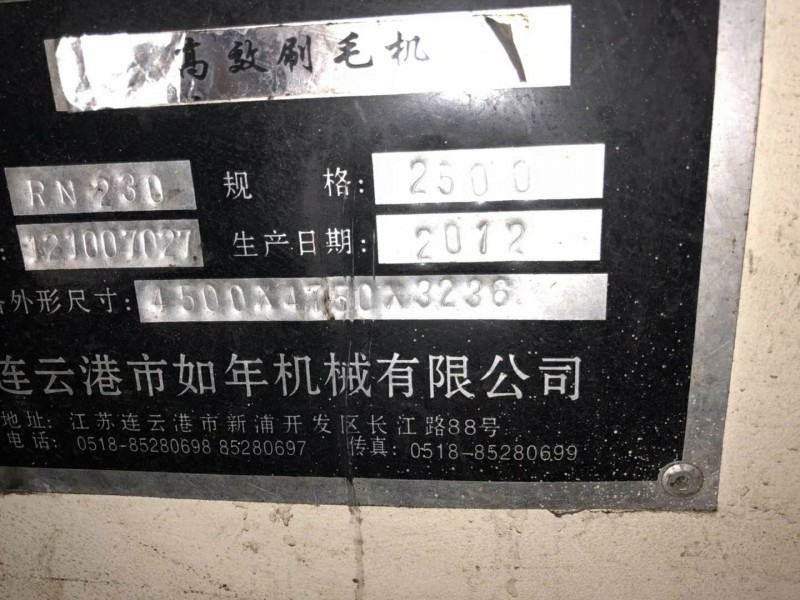 高效刷毛机
RN230 规 格: 2500
: 121007027 生产日期: 2012
备外形尺寸: 4500X4750X3236
连云港市如年机械有限公司
地址: 江苏连云港市新浦开发区长江路88号
电话: 0518-85280698 85280697 传真: 0518-85280699